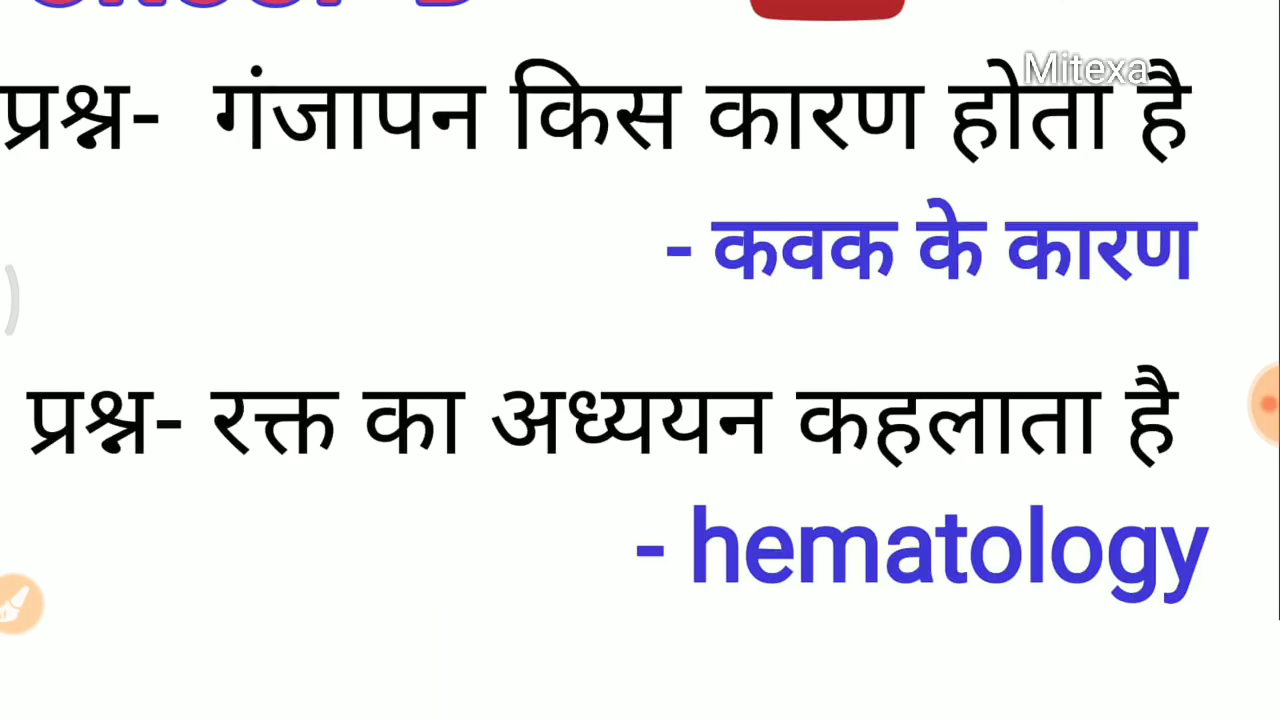 Mitexa
प्रश्न- गंजापन किस कारण होता है
- कवक के कारण
प्रश्न- रक्त का अध्ययन कहलाता है
- hematology